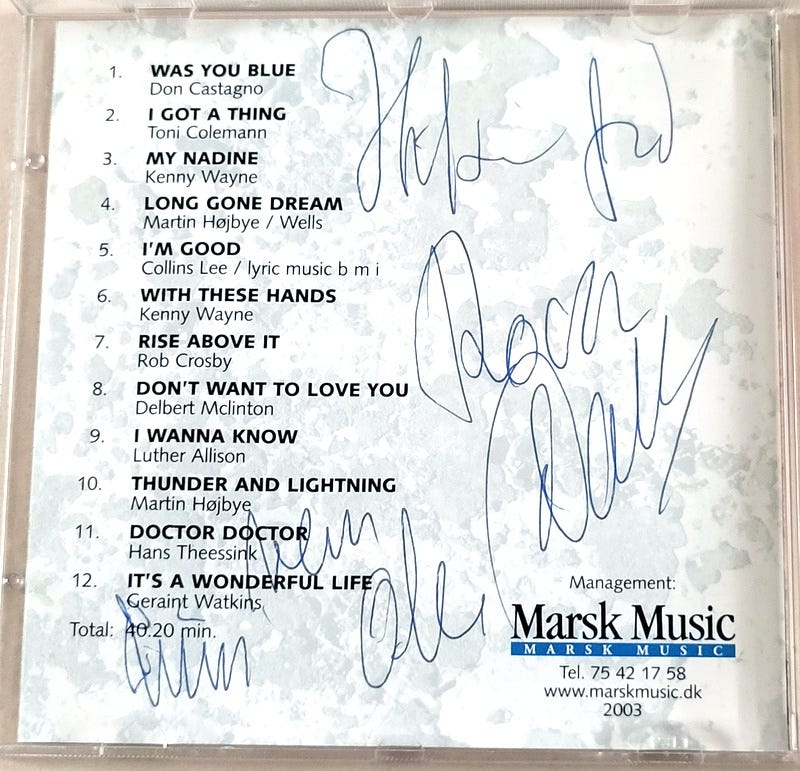 1. WAS YOU BLUE
Don Castagno
2. I GOT A THING
Toni Colemann
3. MY NADINE
Kenny Wayne
4. LONG GONE DREAM
Martin Højbye / Wells
5. I'M GOOD
Collins Lee / lyric music b m i
6. WITH THESE HANDS
Kenny Wayne
7. RISE ABOVE IT
Rob Crosby
8. DON'T WANT TO LOVE YOU
Delbert Mclinton
9. I WANNA KNOW
Luther Allison
10. THUNDER AND LIGHTNING
Martin Højbye
11. DOCTOR DOCTOR
Hans Theessink
12. IT'S A WONDERFUL LIFE
Geraint Watkins
Total: 40.20 min.
Management:
Marsk Music
MARSK MUSIC
Tel. 75 42 17 58
www.marskmusic.dk
2003